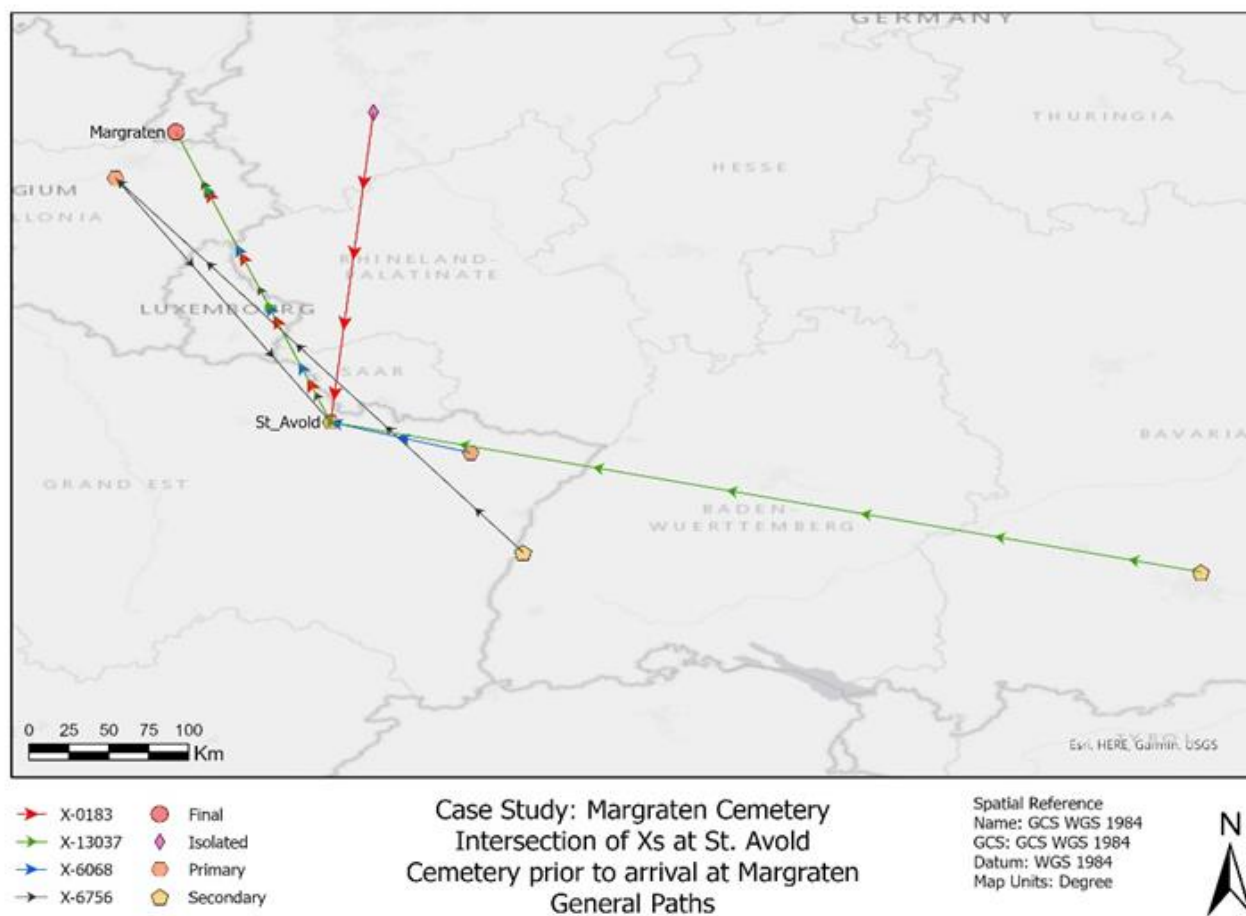 GERMANY
THURINGIA
HESSE
Margraten
GIUM
LLONIA
RHINELAND-
PALATINATE
LUXEMBOURG
SAAR
St_Avold
BAVARIA
GRAND EST
BADEN-
WUERTTEMBERG
TYROL
0 25 50 75 100
Km
Esri, HERE, Garmin, USGS
X-0183
X-13037
X-6068
X-6756
Final
Isolated
Primary
Secondary
Case Study: Margraten Cemetery
Intersection of Xs at St. Avold
Cemetery prior to arrival at Margraten
General Paths
Spatial Reference
Name: GCS WGS 1984
GCS: GCS WGS 1984
Datum: WGS 1984
Map Units: Degree
N